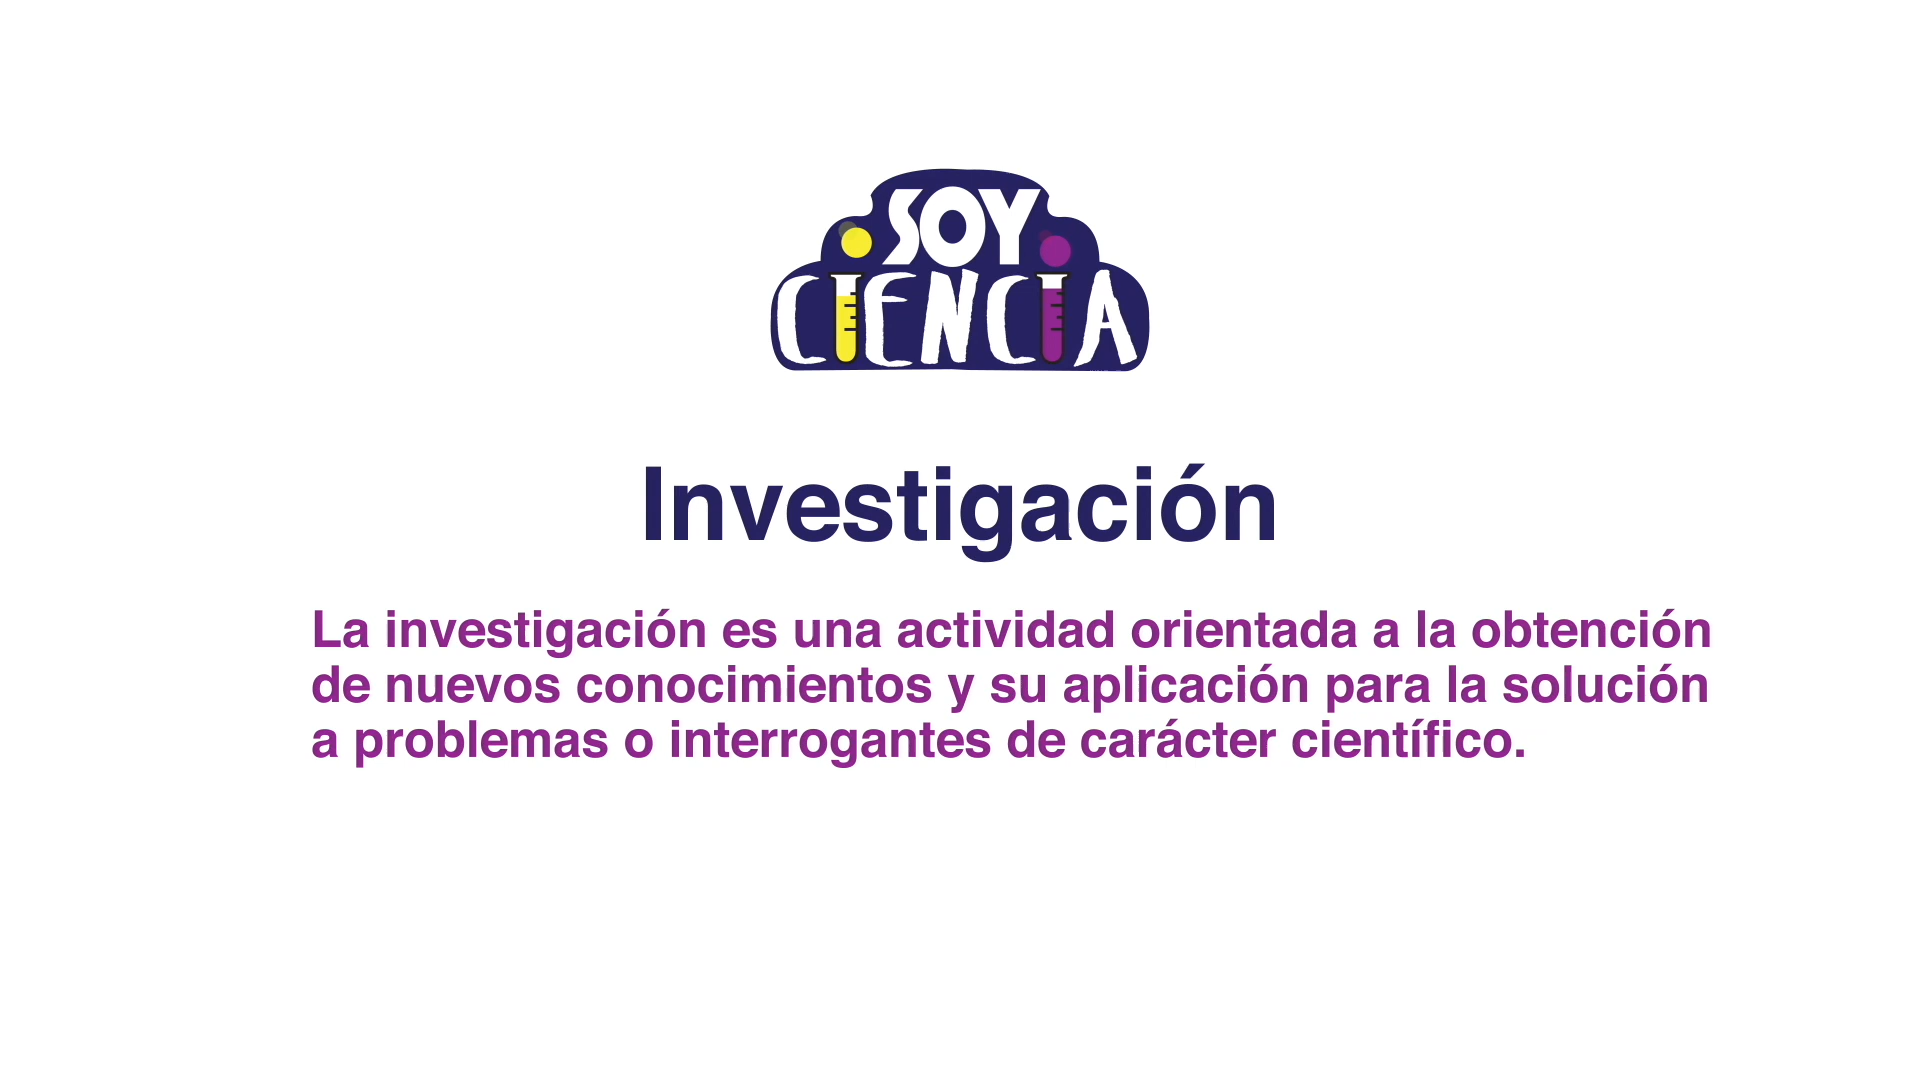 SOY
CIENCIA
Investigación
La investigación es una actividad orientada a la obtención
de nuevos conocimientos y su aplicación para la solución
a problemas o interrogantes de carácter científico.